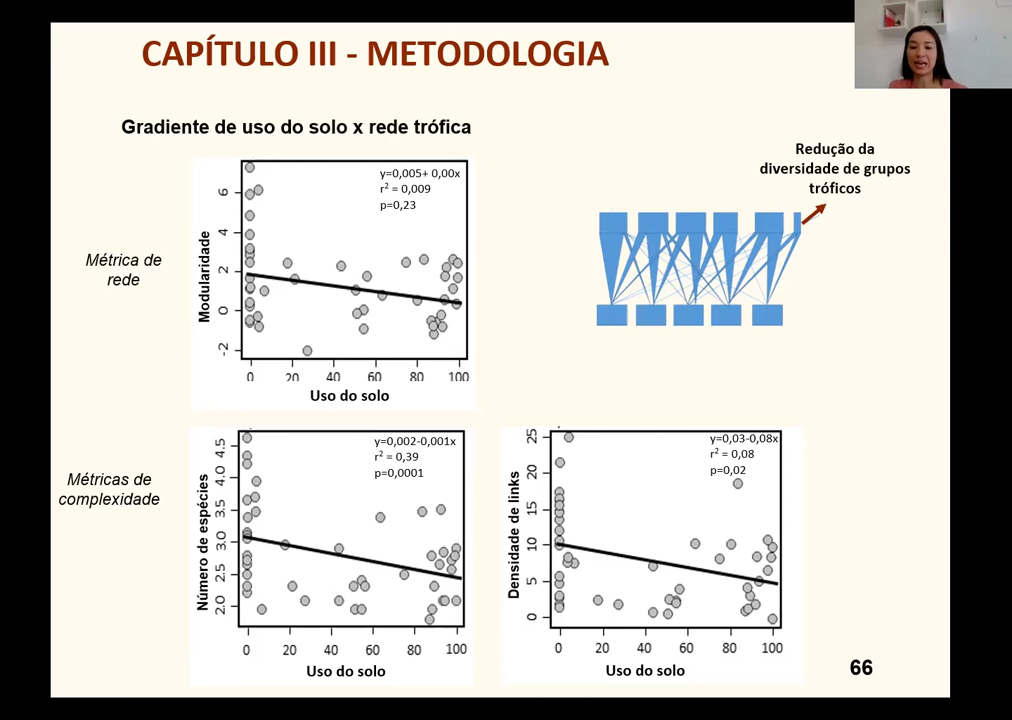 CAPÍTULO III - METODOLOGIA
Gradiente de uso do solo x rede trófica
Redução da
diversidade de grupos
tróficos
Métrica de
rede
Modularidade
y=0,005+ 0,00x
r² = 0,009
p=0,23
6
4
2
0
-2
0 20 40 60 80 100
Uso do solo
Métricas de
complexidade
Número de espécies
y=0,002-0,001x
r² = 0,39
p=0,0001
4.5
4.0
3.5
3.0
2.5
2.0
0 20 40 60 80 100
Uso do solo
Densidade de links
y=0,03-0,08x
r² = 0,08
p=0,02
25
20
15
10
5
0
0 20 40 60 80 100
Uso do solo
66